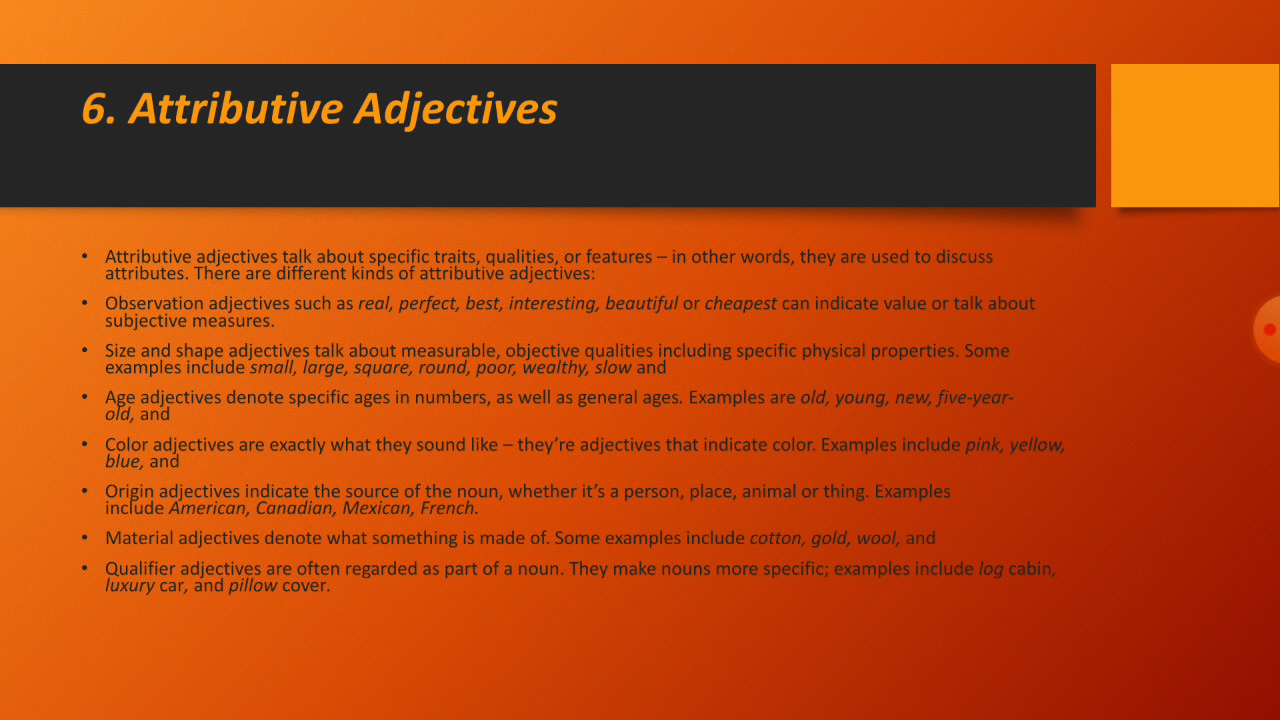 6. Attributive Adjectives
• Attributive adjectives talk about specific traits, qualities, or features – in other words, they are used to discuss
attributes. There are different kinds of attributive adjectives:
• Observation adjectives such as real, perfect, best, interesting, beautiful or cheapest can indicate value or talk about
subjective measures.
• Size and shape adjectives talk about measurable, objective qualities including specific physical properties. Some
examples include small, large, square, round, poor, wealthy, slow and
• Age adjectives denote specific ages in numbers, as well as general ages. Examples are old, young, new, five-year-
old, and
• Color adjectives are exactly what they sound like – they’re adjectives that indicate color. Examples include pink, yellow,
blue, and
• Origin adjectives indicate the source of the noun, whether it’s a person, place, animal or thing. Examples
include American, Canadian, Mexican, French.
• Material adjectives denote what something is made of. Some examples include cotton, gold, wool, and
• Qualifier adjectives are often regarded as part of a noun. They make nouns more specific; examples include log cabin,
luxury car, and pillow cover.